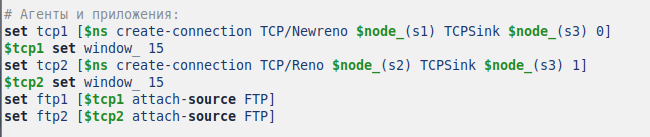 # Агенты и приложения:
set tcp1 [$ns create-connection TCP/Newreno $node_(s1) TCPSink $node_(s3) 0]
$tcp1 set window_ 15
set tcp2 [$ns create-connection TCP/Reno $node_(s2) TCPSink $node_(s3) 1]
$tcp2 set window_ 15
set ftp1 [$tcp1 attach-source FTP]
set ftp2 [$tcp2 attach-source FTP]